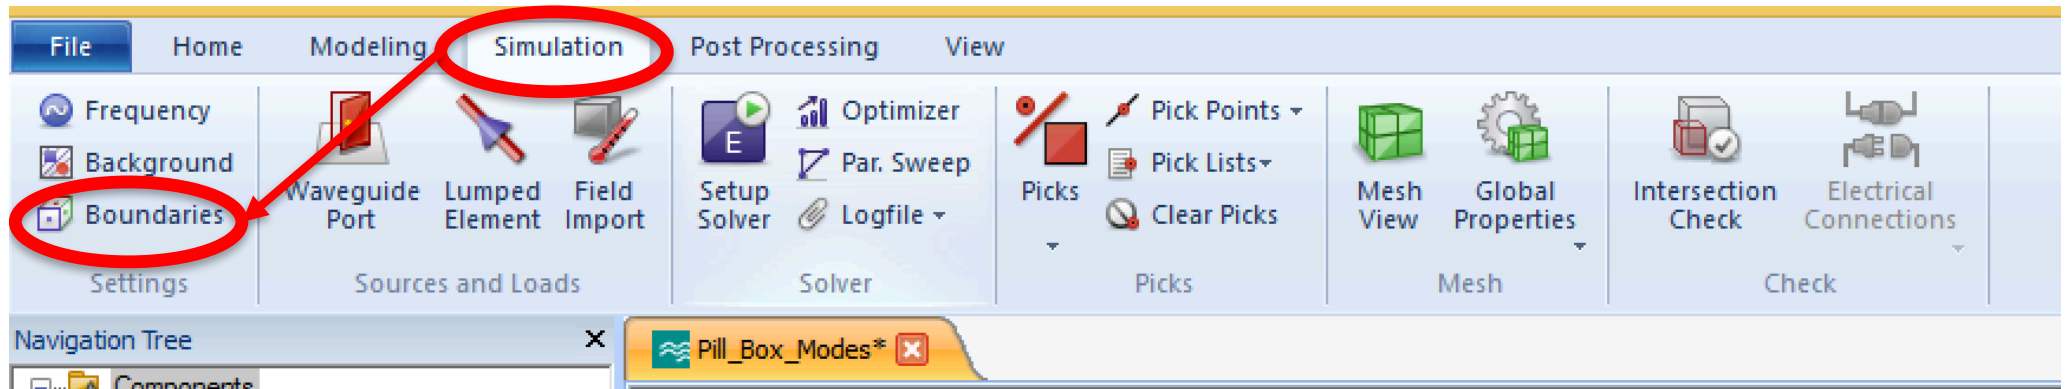 File Home Modeling Simulation Post Processing View
Frequency
Background
Boundaries
Settings
Waveguide
Port
Lumped
Element
Field
Import
Sources and Loads
E
Setup
Solver
Optimizer
Par. Sweep
Logfile
Solver
Picks
Pick Points
Pick Lists
Clear Picks
Picks
Mesh
View
Global
Properties
Mesh
Intersection
Check
Electrical
Connections
Check
Navigation Tree
Pill_Box_Modes*
Components